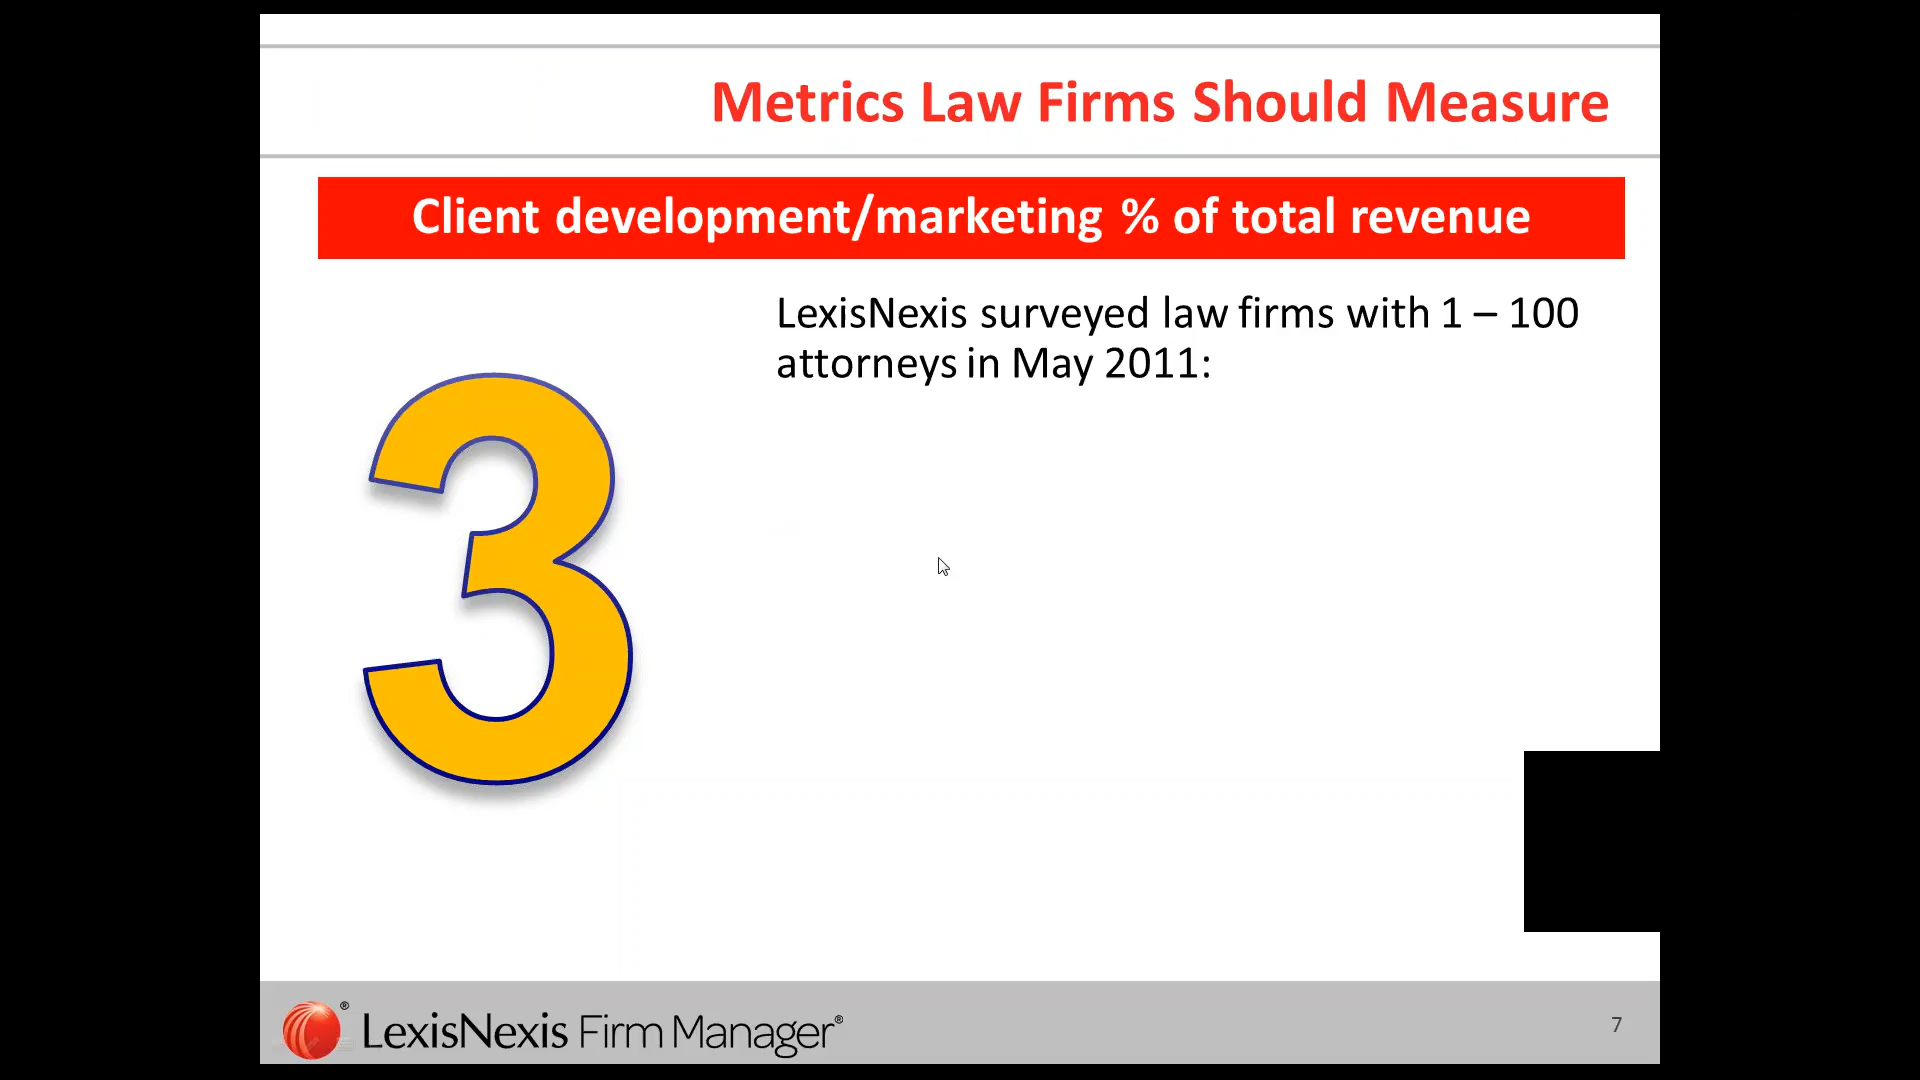 Metrics Law Firms Should Measure
Client development/marketing % of total revenue
LexisNexis surveyed law firms with 1 – 100
attorneys in May 2011:
3
® LexisNexis Firm Manager®
7